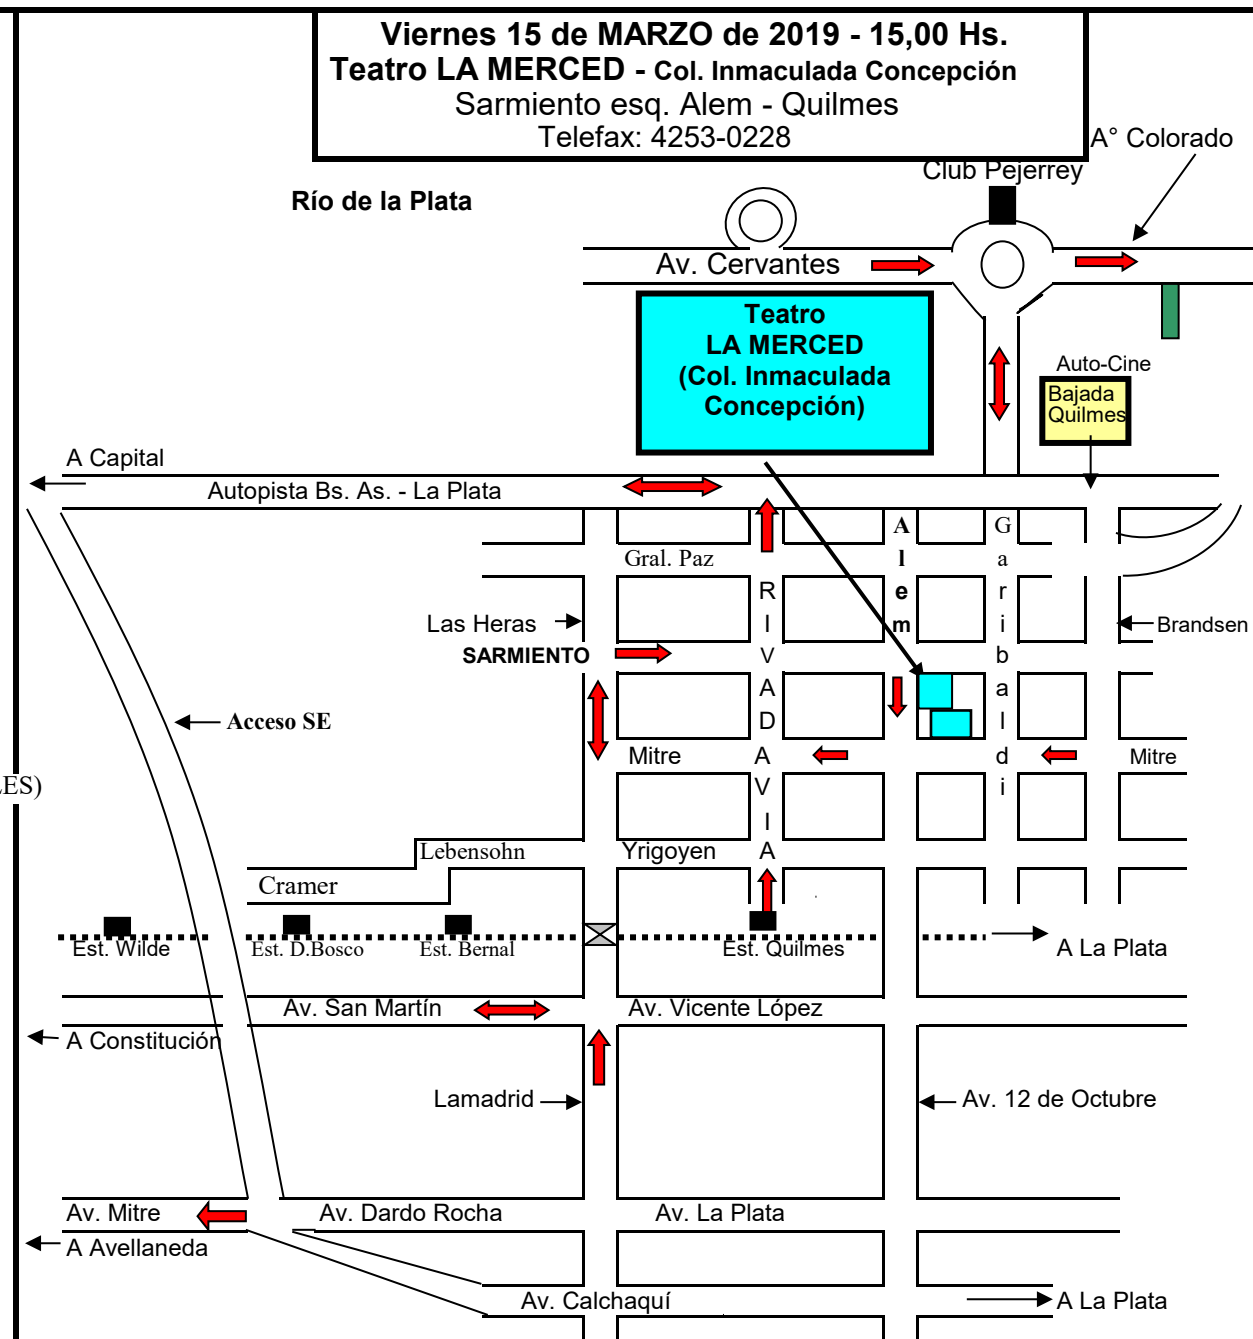 Viernes 15 de MARZO de 2019 - 15,00 Hs.
Teatro LA MERCED - Col. Inmaculada Concepción
Sarmiento esq. Alem - Quilmes
Telefax: 4253-0228
A° Colorado
Club Pejerrey
Río de la Plata
Av. Cervantes
Teatro
LA MERCED
(Col. Inmaculada
Concepción)
Auto-Cine
Bajada
Quilmes
A Capital
Autopista Bs. As. - La Plata
Alem
Garibaldi
Gral. Paz
RIVADAVIA
Las Heras
Brandsen
SARMIENTO
Acceso SE
Mitre
Mitre
ES)
Lebensohn
Yrigoyen
Cramer
Est. Wilde
Est. D.Bosco
Est. Bernal
Est. Quilmes
A La Plata
Av. San Martín
Av. Vicente López
A Constitución
Lamadrid
Av. 12 de Octubre
Av. Mitre
Av. Dardo Rocha
Av. La Plata
A Avellaneda
Av. Calchaquí
A La Plata